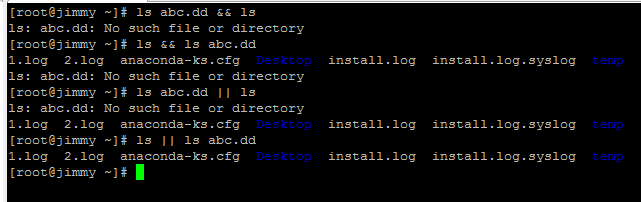 [root@jimmy ~]# ls abc.dd && ls
ls: abc.dd: No such file or directory
[root@jimmy ~]# ls && ls abc.dd
1.log  2.log  anaconda-ks.cfg  Desktop  install.log  install.log.syslog  temp
ls: abc.dd: No such file or directory
[root@jimmy ~]# ls abc.dd || ls
ls: abc.dd: No such file or directory
1.log  2.log  anaconda-ks.cfg  Desktop  install.log  install.log.syslog  temp
[root@jimmy ~]# ls || ls abc.dd
1.log  2.log  anaconda-ks.cfg  Desktop  install.log  install.log.syslog  temp
[root@jimmy ~]#